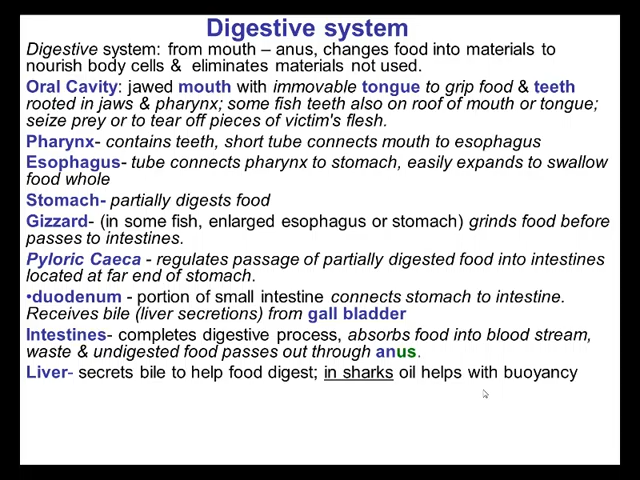 Digestive system
Digestive system: from mouth – anus, changes food into materials to
nourish body cells & eliminates materials not used.
Oral Cavity: jawed mouth with immovable tongue to grip food & teeth
rooted in jaws & pharynx; some fish teeth also on roof of mouth or tongue;
seize prey or to tear off pieces of victim's flesh.
Pharynx- contains teeth, short tube connects mouth to esophagus
Esophagus- tube connects pharynx to stomach, easily expands to swallow
food whole
Stomach- partially digests food
Gizzard- (in some fish, enlarged esophagus or stomach) grinds food before
passes to intestines.
Pyloric Caeca - regulates passage of partially digested food into intestines
located at far end of stomach.
•duodenum - portion of small intestine connects stomach to intestine.
Receives bile (liver secretions) from gall bladder
Intestines- completes digestive process, absorbs food into blood stream,
waste & undigested food passes out through anus.
Liver- secrets bile to help food digest; in sharks oil helps with buoyancy